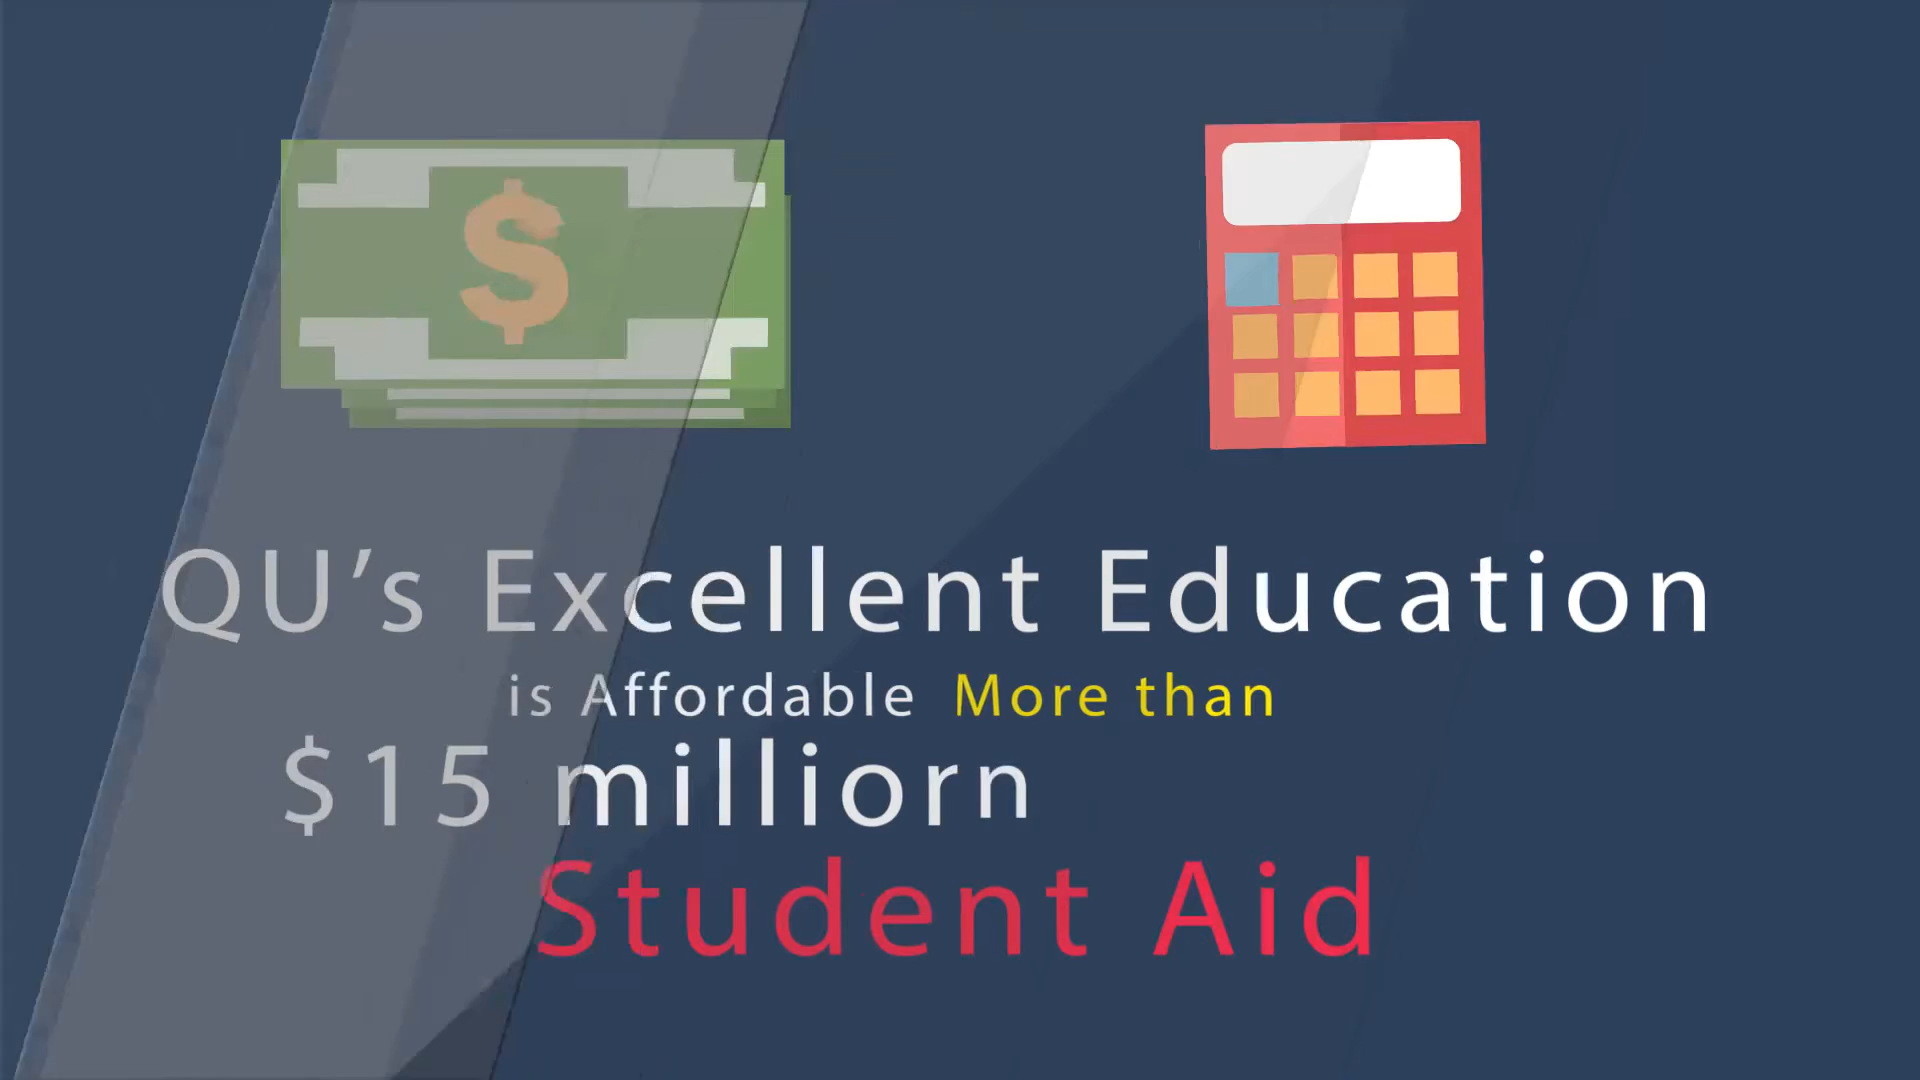 $
QU’s Excellent Education
is Affordable More than
$15 milliorn
Student Aid